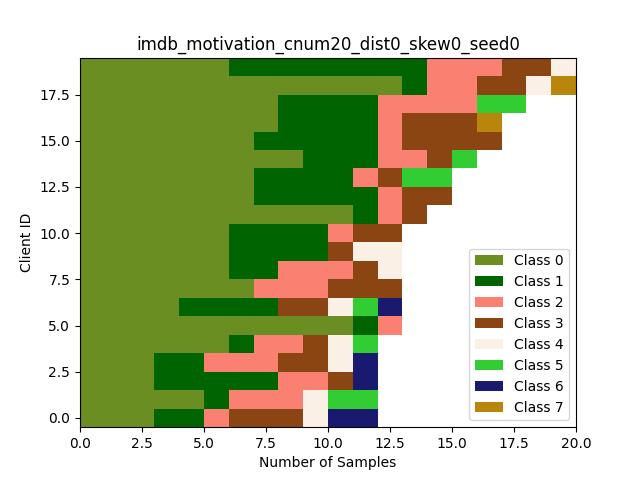 imdb_motivation_cnum20_dist0_skew0_seed0
17.5
15.0
12.5
10.0
7.5
5.0
2.5
0.0
Client ID
0.0 2.5 5.0 7.5 10.0 12.5 15.0 17.5 20.0
Number of Samples
Class 0
Class 1
Class 2
Class 3
Class 4
Class 5
Class 6
Class 7